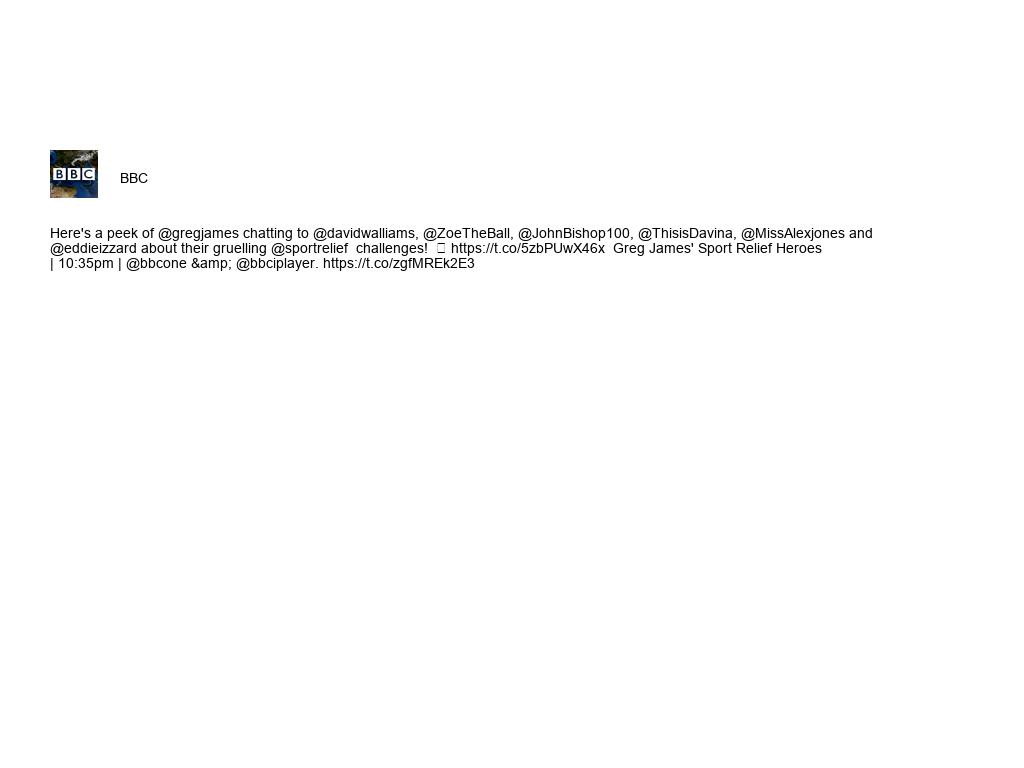 BBC
BBC
Here's a peek of @gregjames chatting to @davidwalliams, @ZoeTheBall, @JohnBishop100, @ThisisDavina, @MissAlexjones and
@eddieizzard about their gruelling @sportrelief  challenges!  ▯ https://t.co/5zbPUwX46x  Greg James' Sport Relief Heroes
| 10:35pm | @bbcone &amp; @bbciplayer. https://t.co/zgfMREk2E3